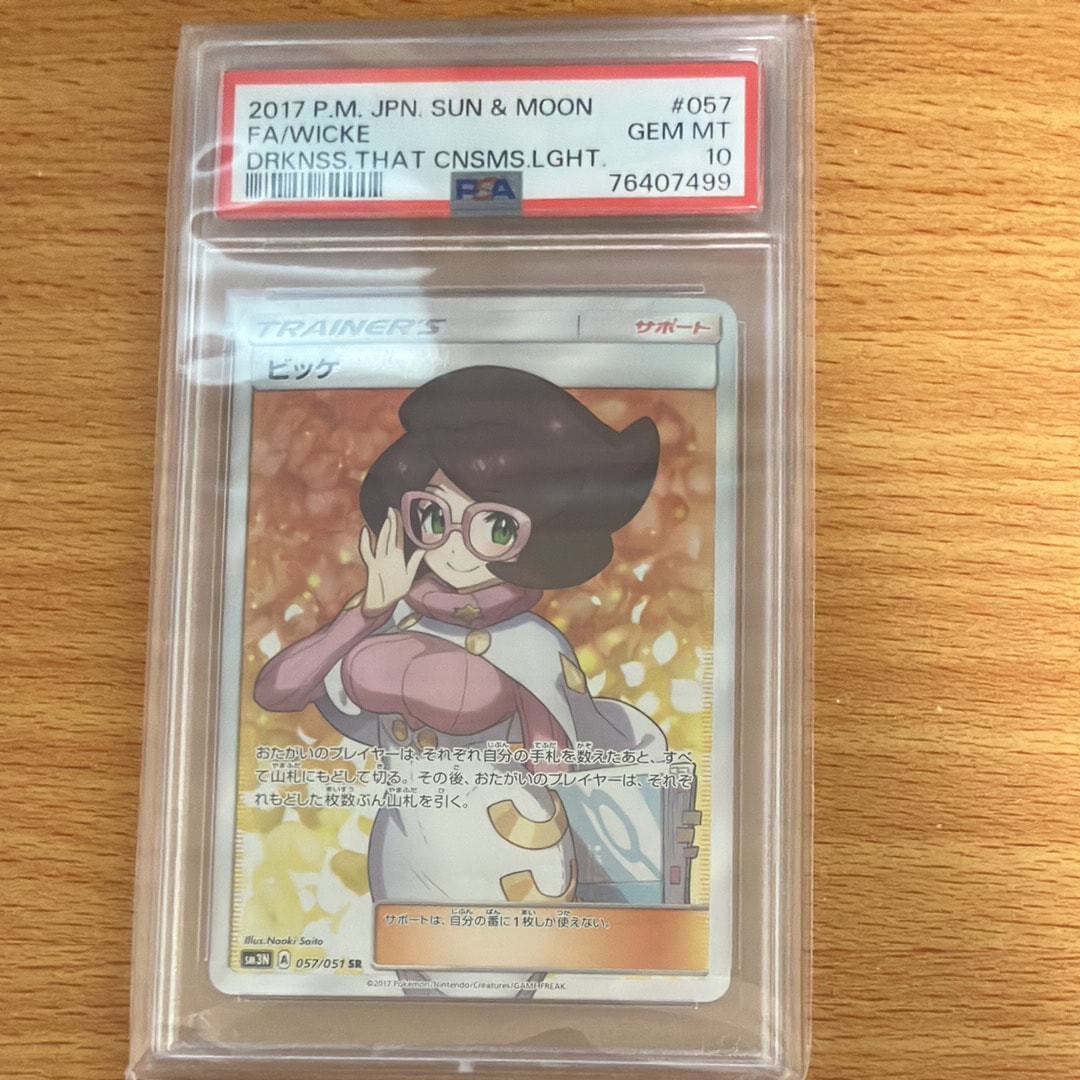 2017 P.M. JPN. SUN & MOON #057
FA/WICKE GEM MT
DRKNSS.THAT CNSMS.LGHT. 10
PSA 76407499
TRAINER'S サポート
ビッケ
おたがいのプレイヤーは、それぞれ自分の手札を数えたあと、すべ
て山札にもどして切る。その後、おたがいのプレイヤーは、それぞ
れもどした枚数ぶん山札を引く。
サポートは、自分の番に1枚しか使えない。
Illus. Naoki Saito
SM3N A 057/051 SR
©2017 Pokémon/Nintendo/Creatures/GAME FREAK.